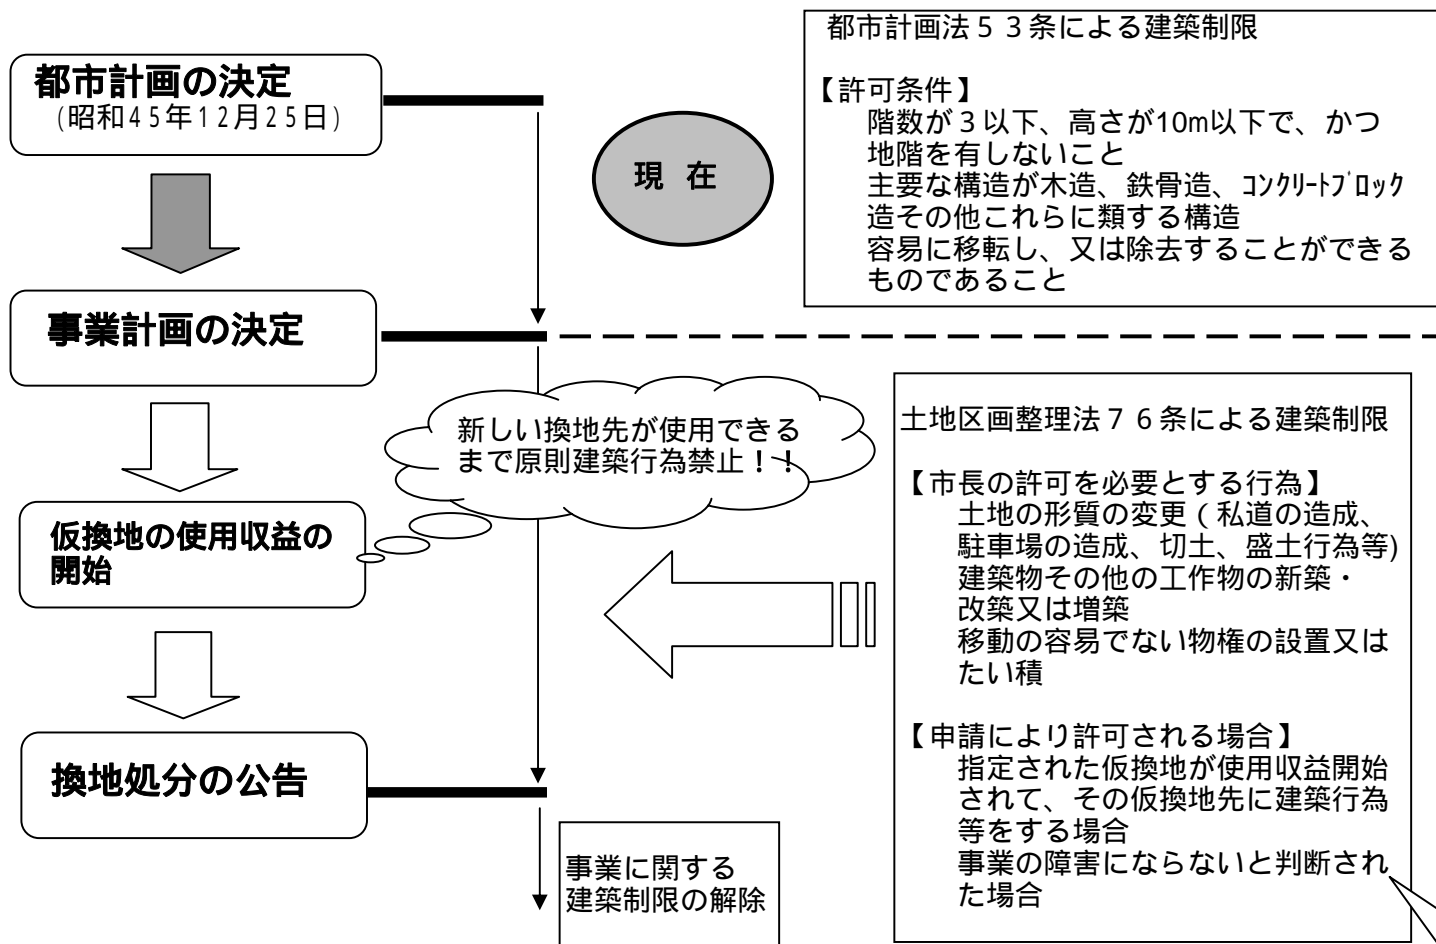 都市計画の決定
(昭和45年12月25日)
事業計画の決定
仮換地の使用収益の
開始
換地処分の公告
現 在
新しい換地先が使用できる
まで原則建築行為禁止！！
事業に関する
建築制限の解除
都市計画法５３条による建築制限
【許可条件】
階数が３以下、高さが10m以下で、かつ
地階を有しないこと
主要な構造が木造、鉄骨造、ｺﾝｸﾘｰﾄﾌﾞﾛｯｸ
造その他これらに類する構造
容易に移転し、又は除去することができる
ものであること
土地区画整理法７６条による建築制限
【市長の許可を必要とする行為】
土地の形質の変更（私道の造成、
駐車場の造成、切土、盛土行為等)
建築物その他の工作物の新築・
改築又は増築
移動の容易でない物権の設置又は
たい積
【申請により許可される場合】
指定された仮換地が使用収益開始
されて、その仮換地先に建築行為
等をする場合
事業の障害にならないと判断され
た場合